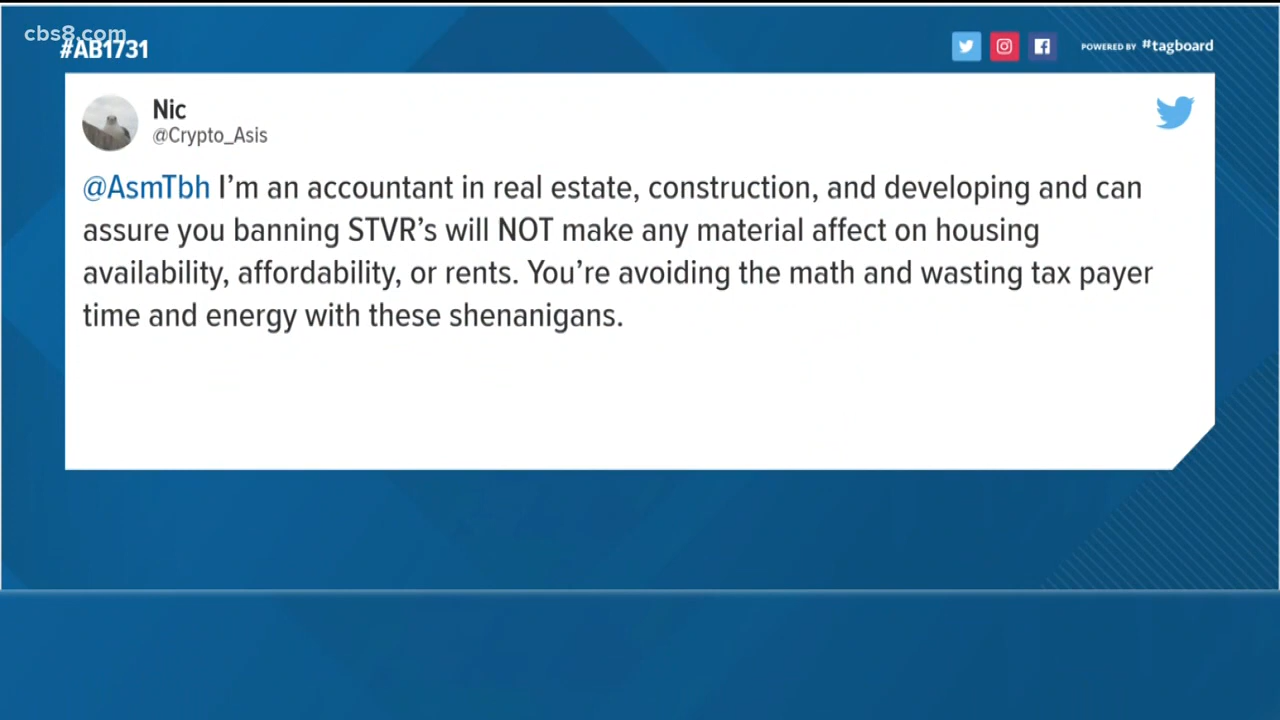 cbs8.com
#AB1731
POWERED BY #tagboard
Nic
@Crypto_Asis
@AsmTbh I’m an accountant in real estate, construction, and developing and can
assure you banning STVR’s will NOT make any material affect on housing
availability, affordability, or rents. You’re avoiding the math and wasting tax payer
time and energy with these shenanigans.